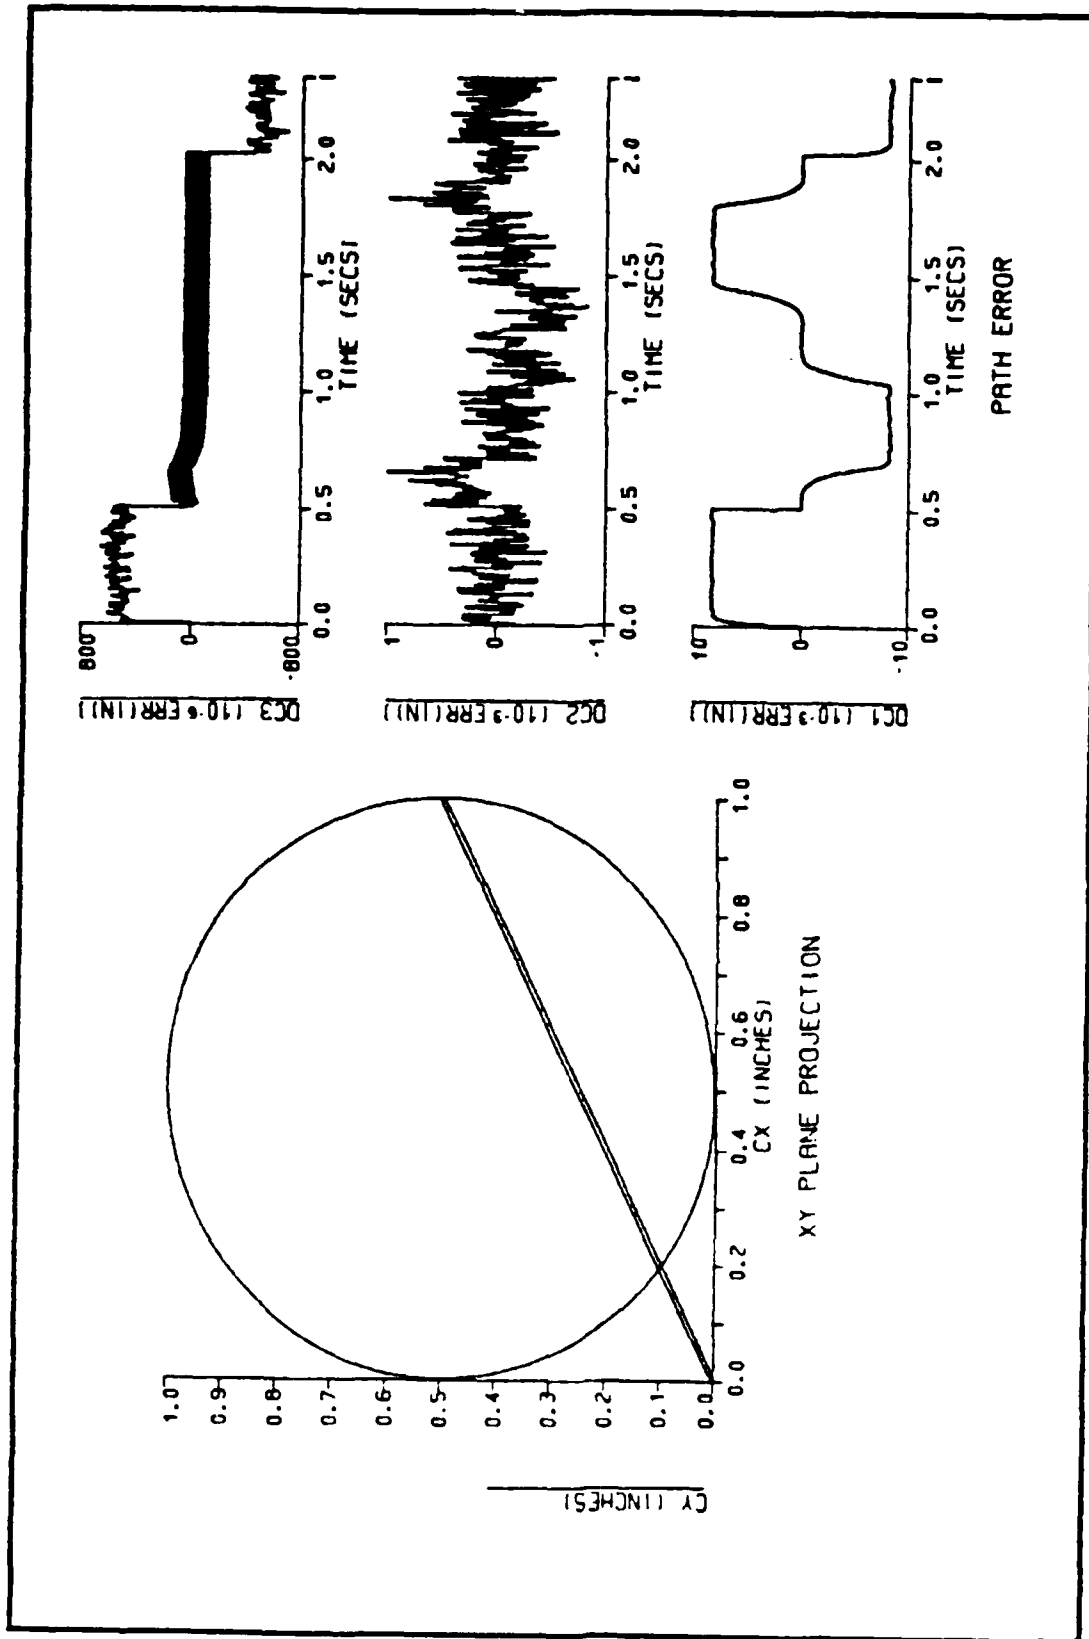 CY (INCHES)
1.0
0.9
0.8
0.7
0.6
0.5
0.4
0.3
0.2
0.1
0.0
0.0 0.2 0.4 0.6 0.8 1.0
CX (INCHES)
XY PLANE PROJECTION
DC3 (10-6 ERR(IN))
800
0
-800
0.0 0.5 1.0 1.5 2.0
TIME (SECS)
DC2 (10-3 ERR(IN))
1
0
-1
0.0 0.5 1.0 1.5 2.0
TIME (SECS)
DC1 (10-3 ERR(IN))
10
0
-10
0.0 0.5 1.0 1.5 2.0
TIME (SECS)
PATH ERROR